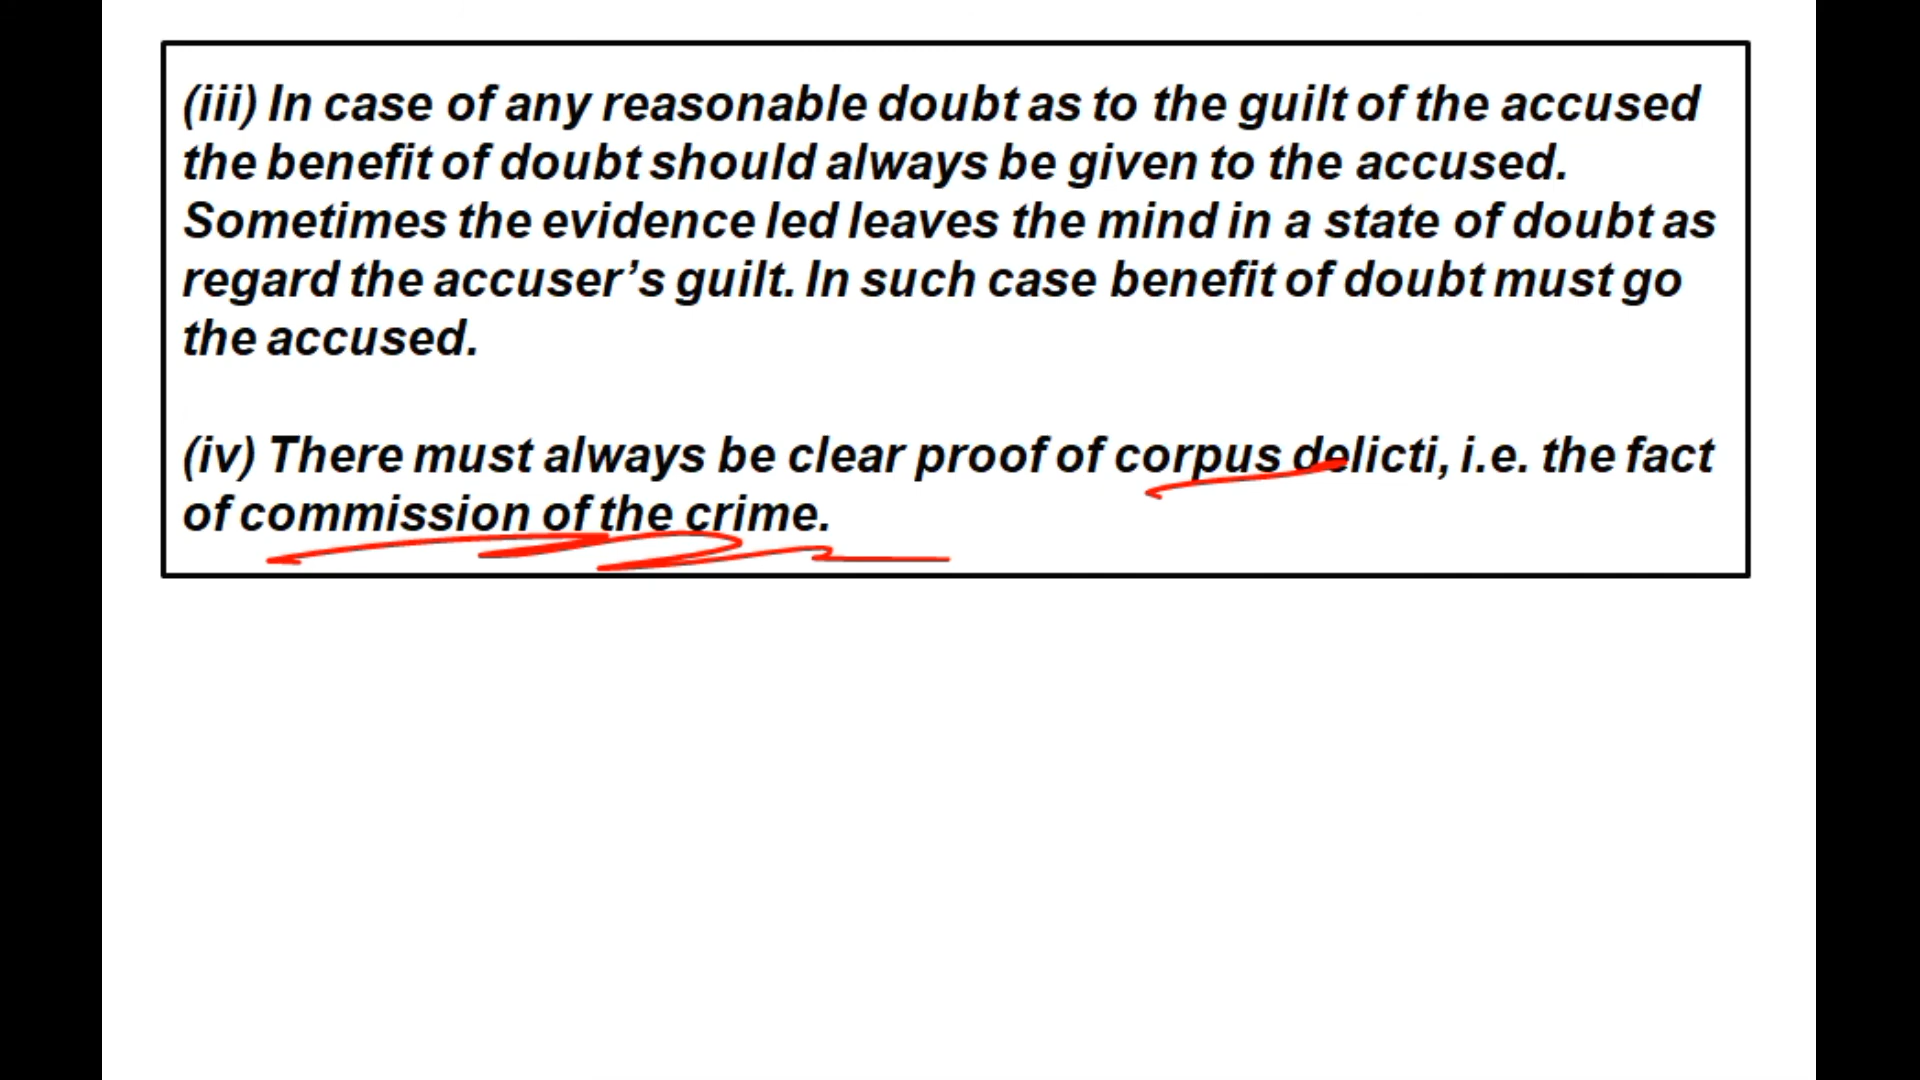 (iii) In case of any reasonable doubt as to the guilt of the accused
the benefit of doubt should always be given to the accused.
Sometimes the evidence led leaves the mind in a state of doubt as
regard the accuser’s guilt. In such case benefit of doubt must go
the accused.
(iv) There must always be clear proof of corpus delicti, i.e. the fact
of commission of the crime.